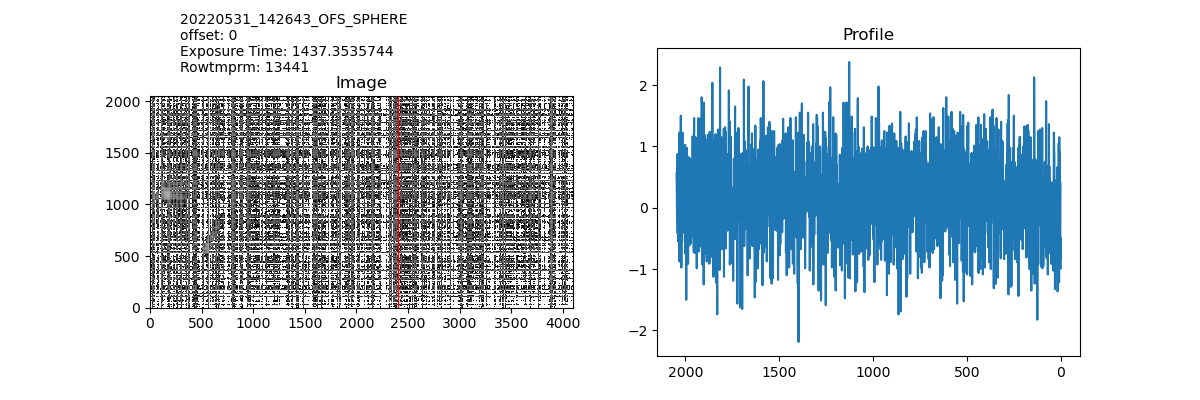 20220531_142643_OFS_SPHERE
offset: 0
Exposure Time: 1437.3535744
Rowtmprm: 13441
Image
2000
1500
1000
500
0
0 500 1000 1500 2000 2500 3000 3500 4000
Profile
2
1
0
−1
−2
2000 1500 1000 500 0